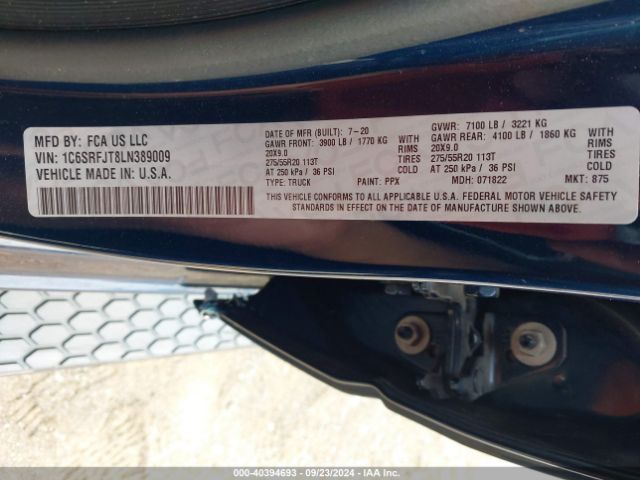 MFD BY: FCA US LLC
VIN: 1C6SRFJT8LN389009
VEHICLE MADE IN: U.S.A.
DATE OF MFR (BUILT): 7-20 GVWR: 7100 LB / 3221 KG
GAWR FRONT: 3900 LB / 1770 KG WITH GAWR REAR: 4100 LB / 1860 KG WITH
20X9.0 RIMS 20X9.0 RIMS
275/55R20 113T TIRES 275/55R20 113T TIRES
AT 250 kPa / 36 PSI COLD AT 250 kPa / 36 PSI COLD
TYPE: TRUCK PAINT: PPX MDH: 071822 MKT: 875
THIS VEHICLE CONFORMS TO ALL APPLICABLE U.S.A. FEDERAL MOTOR VEHICLE SAFETY
STANDARDS IN EFFECT ON THE DATE OF MANUFACTURE SHOWN ABOVE.
000-40394693 - 09/23/2024 - IAA Inc.